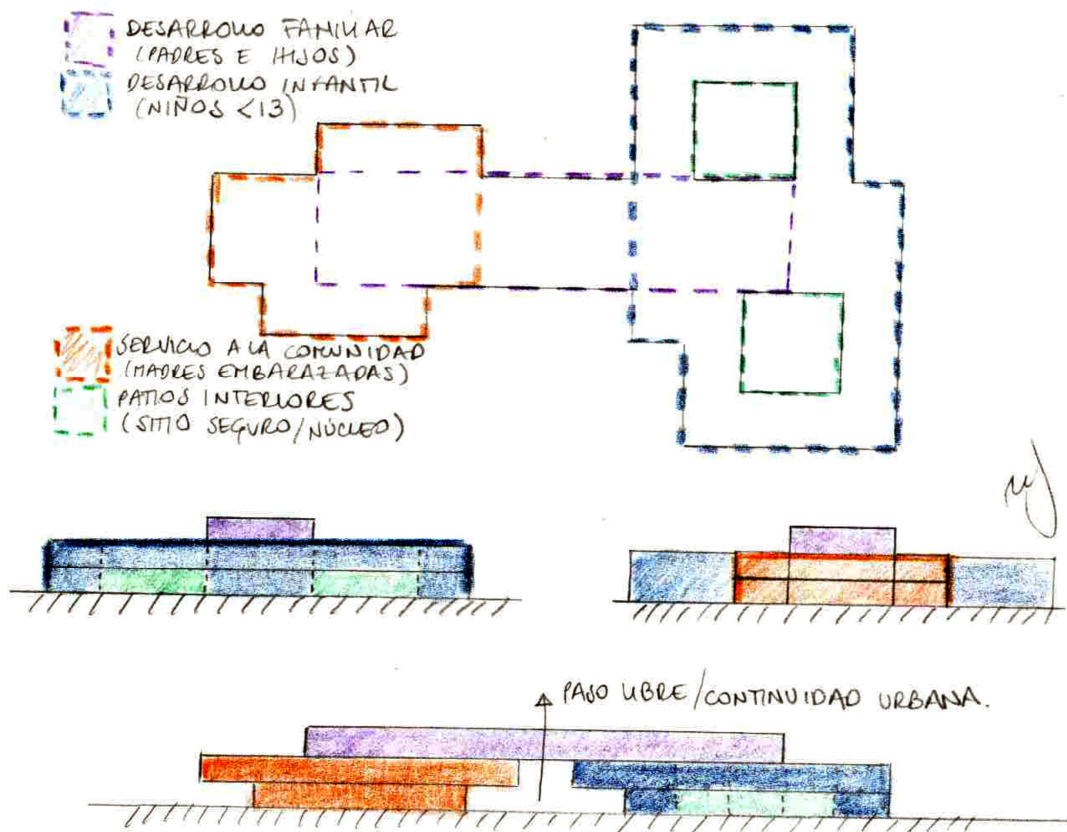 DESARROLLO FAMILIAR
(PADRES E HIJOS)
DESARROLLO INFANTIL
(NIÑOS <13)
SERVICIO A LA COMUNIDAD
(MADRES EMBARAZADAS)
PATIOS INTERIORES
(SITIO SEGURO/NÚCLEO)
PASO LIBRE/CONTINUIDAD URBANA.